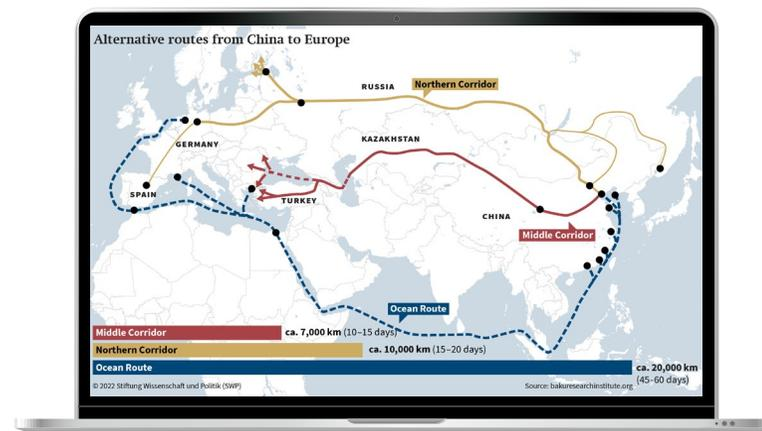 Alternative routes from China to Europe
RUSSIA
Northern Corridor
KAZAKHSTAN
GERMANY
SPAIN
TURKEY
CHINA
Middle Corridor
Ocean Route
Middle Corridor ca. 7,000 km (10–15 days)
Northern Corridor ca. 10,000 km (15–20 days)
Ocean Route ca. 20,000 km
(45-60 days)
© 2022 Stiftung Wissenschaft und Politik (SWP) Source: bakuresearchinstitute.org